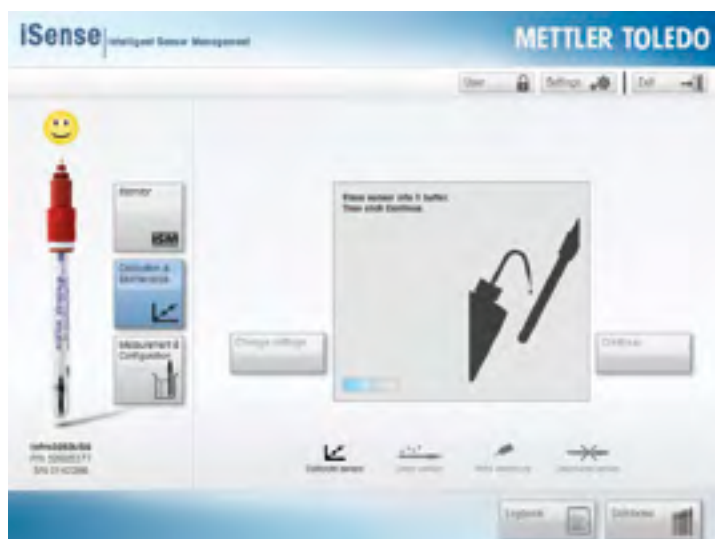 iSense Intelligent Sensor Management
METTLER TOLEDO
User
Settings
Exit
Monitor
ISM
Calibration &
Maintenance
Measurement &
Configuration
Place sensor into 1 buffer.
Then click Continue.
Change settings
Continue
Calibrate sensor
Logbook